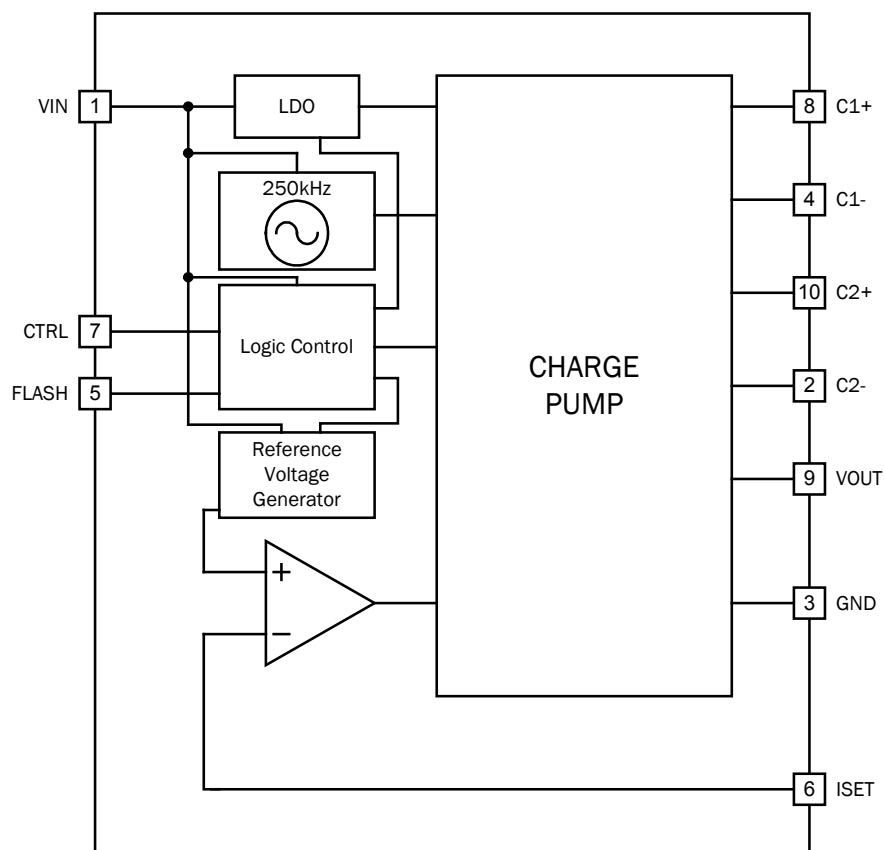 VIN 1
LDO
8 C1+
250kHz
4 C1-
10 C2+
CTRL 7
Logic Control
CHARGE
PUMP
FLASH 5
2 C2-
Reference
Voltage
Generator
9 VOUT
+
−
3 GND
6 ISET